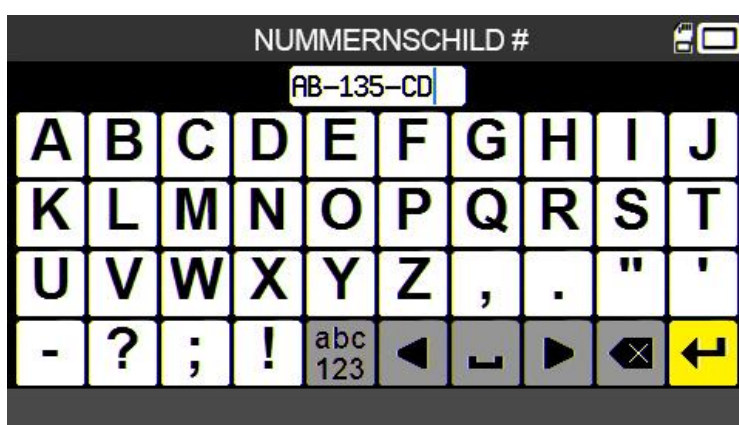 NUMMERNSCHILD #
AB-135-CD
A B C D E F G H I J
K L M N O P Q R S T
U V W X Y Z , . " '
- ? ; ! abc
123